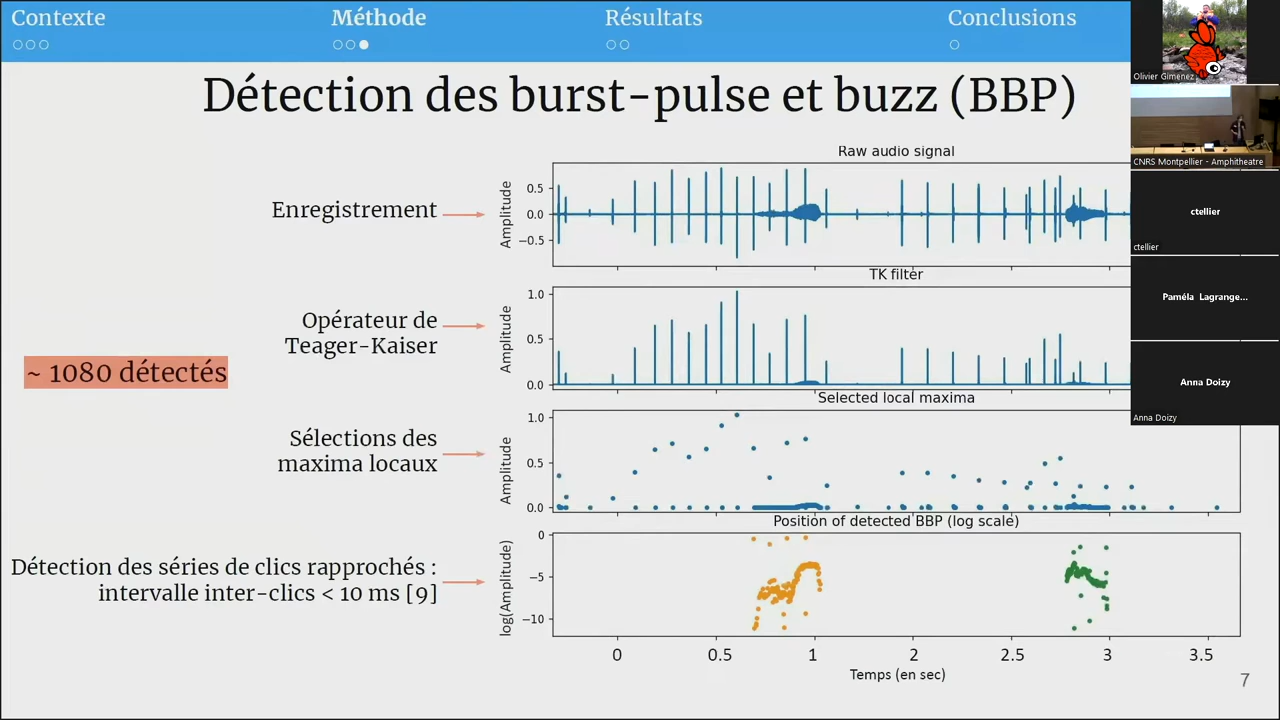 Contexte
Méthode
Résultats
Conclusions
Détection des burst-pulse et buzz (BBP)
Olivier Gimenez
CNRS Montpellier - Amphitheatre
ctellier
ctellier
Paméla Lagrange...
Anna Doizy
Anna Doizy
Raw audio signal
Enregistrement
Amplitude
0.5
0.0
−0.5
TK filter
Opérateur de
Teager-Kaiser
Amplitude
1.0
0.5
0.0
~ 1080 détectés
Selected local maxima
Sélections des
maxima locaux
Amplitude
1.0
0.5
0.0
Position of detected BBP (log scale)
Détection des séries de clics rapprochés :
intervalle inter-clics < 10 ms [9]
log(Amplitude)
0
−5
−10
0 0.5 1 1.5 2 2.5 3 3.5
Temps (en sec)
7